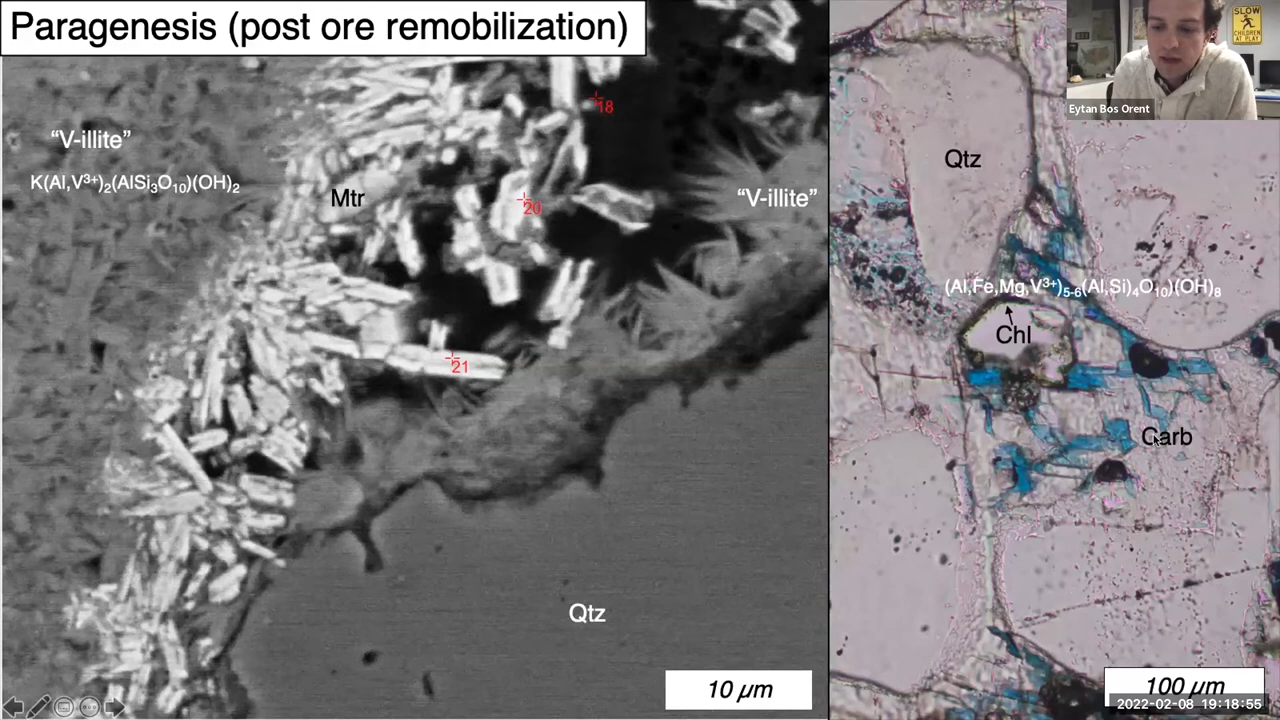 Paragenesis (post ore remobilization)
SLOW
CHILDREN
AT PLAY
Eytan Bos Orent
18
"V-illite"
K(Al,V³⁺)₂(AlSi₃O₁₀)(OH)₂
Mtr
20
"V-illite"
Qtz
(Al,Fe,Mg,V³⁺)₅₋₆(Al,Si)₄O₁₀)(OH)₈
Chl
21
Carb
Qtz
10 µm
100 µm
2022-02-08 19:18:55